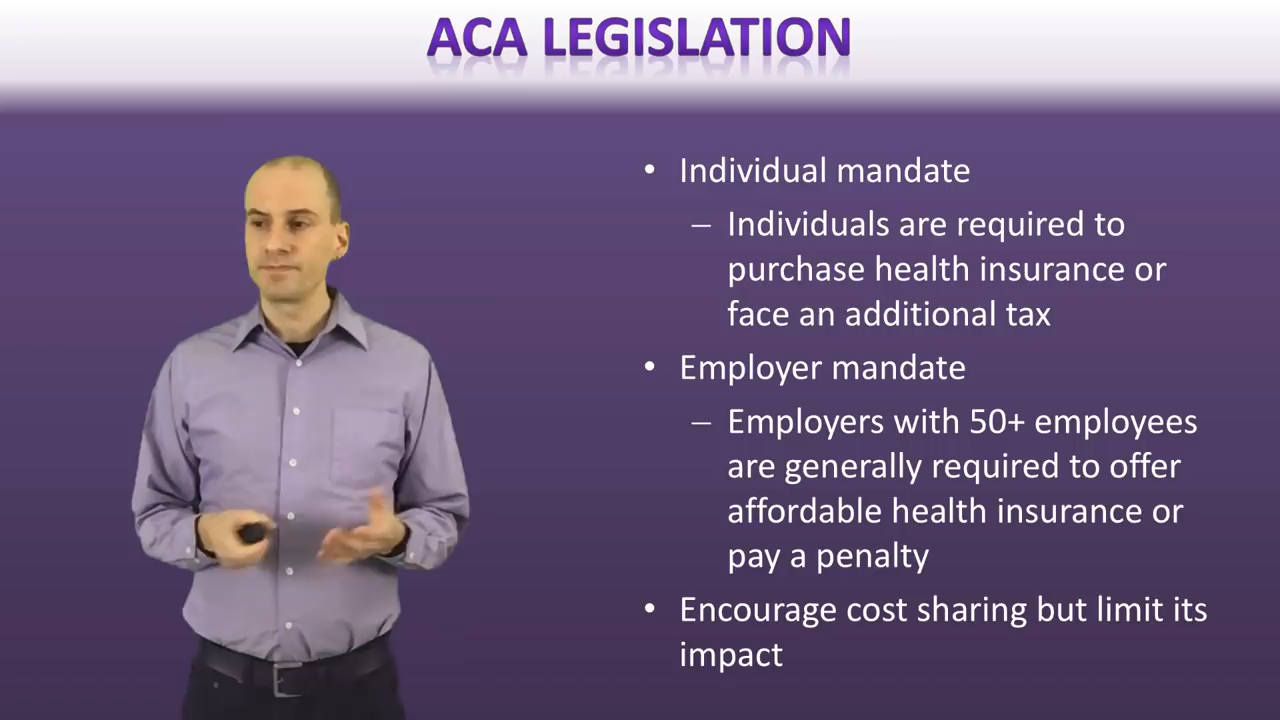 ACA LEGISLATION
• Individual mandate
– Individuals are required to
purchase health insurance or
face an additional tax
• Employer mandate
– Employers with 50+ employees
are generally required to offer
affordable health insurance or
pay a penalty
• Encourage cost sharing but limit its
impact